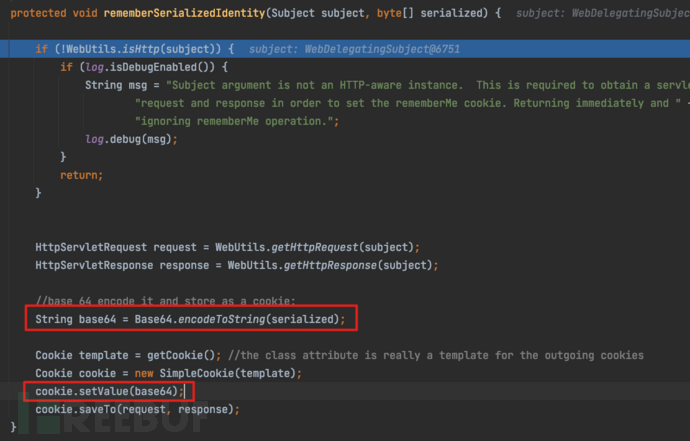 protected void rememberSerializedIdentity(Subject subject, byte[] serialized) { subject: WebDelegatingSubjec
if (!WebUtils.isHttp(subject)) { subject: WebDelegatingSubject@6751
if (log.isDebugEnabled()) {
String msg = "Subject argument is not an HTTP-aware instance. This is required to obtain a servle
"request and response in order to set the rememberMe cookie. Returning immediately and " +
"ignoring rememberMe operation.";
log.debug(msg);
}
return;
}
HttpServletRequest request = WebUtils.getHttpRequest(subject);
HttpServletResponse response = WebUtils.getHttpResponse(subject);
//base 64 encode it and store as a cookie:
String base64 = Base64.encodeToString(serialized);
Cookie template = getCookie(); //the class attribute is really a template for the outgoing cookies
Cookie cookie = new SimpleCookie(template);
cookie.setValue(base64);
cookie.saveTo(request, response);
}
REEBUF